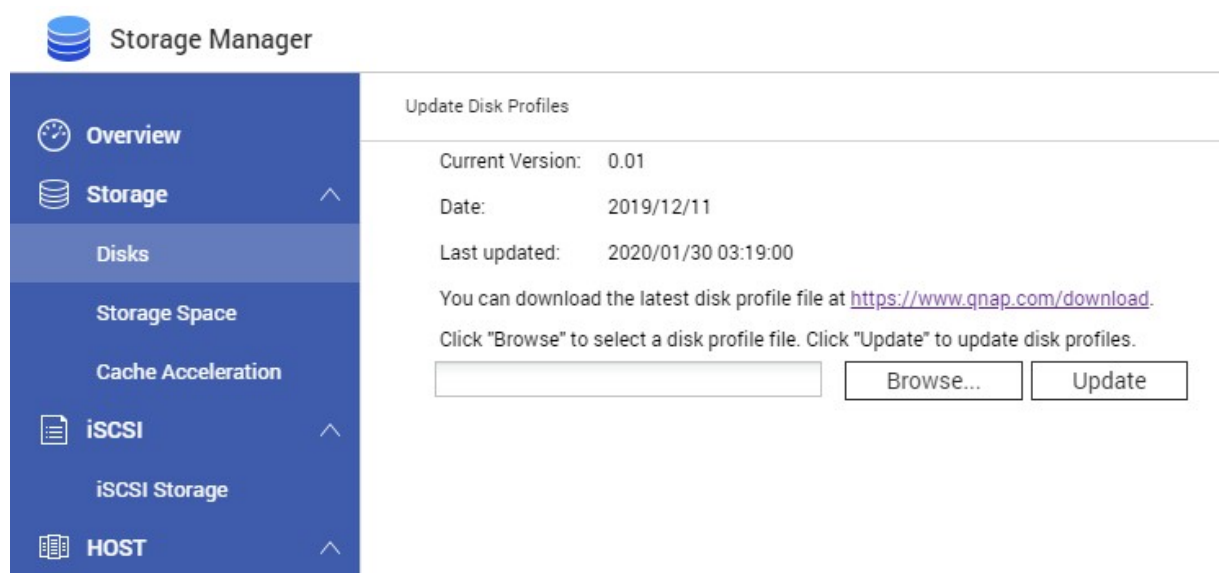 Storage Manager
Overview
Storage
Disks
Storage Space
Cache Acceleration
iSCSI
iSCSI Storage
HOST
Update Disk Profiles
Current Version: 0.01
Date: 2019/12/11
Last updated: 2020/01/30 03:19:00
You can download the latest disk profile file at https://www.qnap.com/download.
Click "Browse" to select a disk profile file. Click "Update" to update disk profiles.
Browse... Update